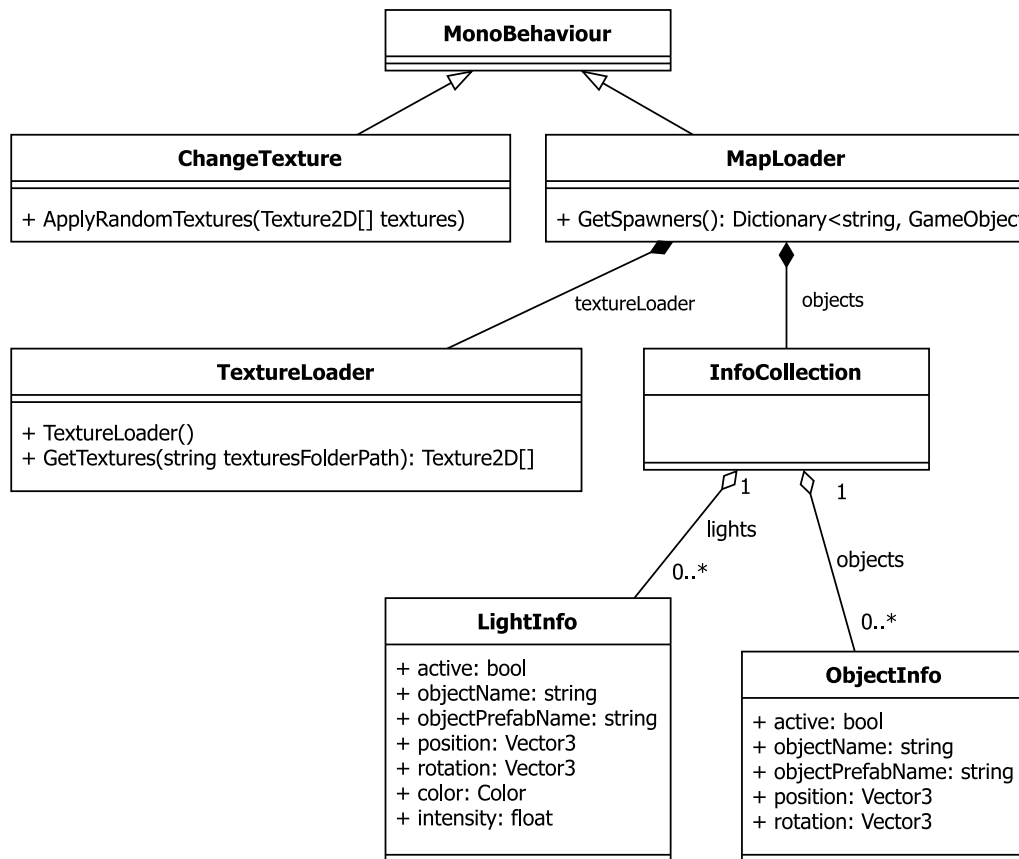 MonoBehaviour
ChangeTexture
+ ApplyRandomTextures(Texture2D[] textures)
MapLoader
+ GetSpawners(): Dictionary<string, GameObject
textureLoader
objects
TextureLoader
+ TextureLoader()
+ GetTextures(string texturesFolderPath): Texture2D[]
InfoCollection
1
1
lights
objects
0..*
0..*
LightInfo
+ active: bool
+ objectName: string
+ objectPrefabName: string
+ position: Vector3
+ rotation: Vector3
+ color: Color
+ intensity: float
ObjectInfo
+ active: bool
+ objectName: string
+ objectPrefabName: string
+ position: Vector3
+ rotation: Vector3